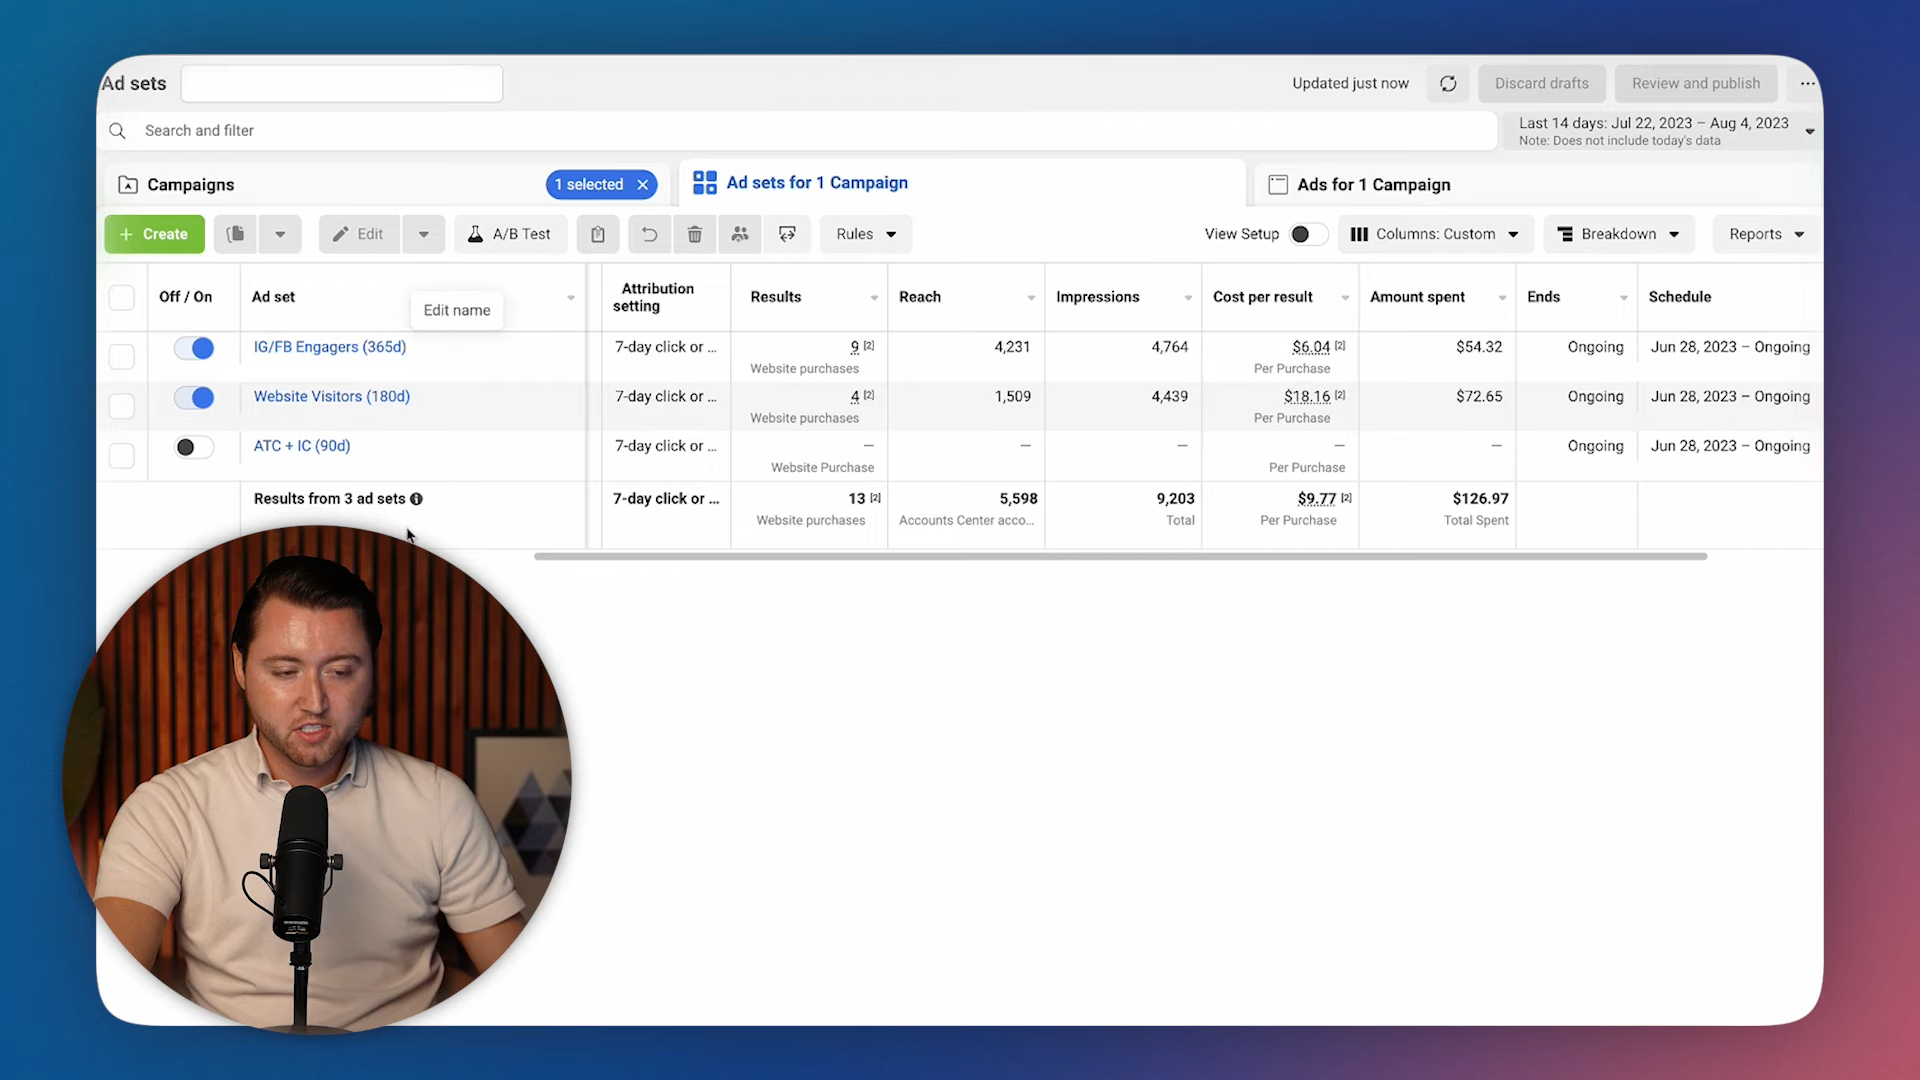 Ad sets
Updated just now
Discard drafts
Review and publish
Search and filter
Last 14 days: Jul 22, 2023 – Aug 4, 2023
Note: Does not include today's data
Campaigns
1 selected
Ad sets for 1 Campaign
Ads for 1 Campaign
+ Create
Edit
A/B Test
Rules
View Setup
Columns: Custom
Breakdown
Reports
Off / On
Ad set
Edit name
Attribution
setting
Results
Reach
Impressions
Cost per result
Amount spent
Ends
Schedule
IG/FB Engagers (365d)
7-day click or ...
9 [2]
Website purchases
4,231
4,764
$6.04 [2]
Per Purchase
$54.32
Ongoing
Jun 28, 2023 – Ongoing
Website Visitors (180d)
7-day click or ...
4 [2]
Website purchases
1,509
4,439
$18.16 [2]
Per Purchase
$72.65
Ongoing
Jun 28, 2023 – Ongoing
ATC + IC (90d)
7-day click or ...
—
Website Purchase
—
—
—
Per Purchase
—
Ongoing
Jun 28, 2023 – Ongoing
Results from 3 ad sets
7-day click or ...
13 [2]
Website purchases
5,598
Accounts Center acco...
9,203
Total
$9.77 [2]
Per Purchase
$126.97
Total Spent